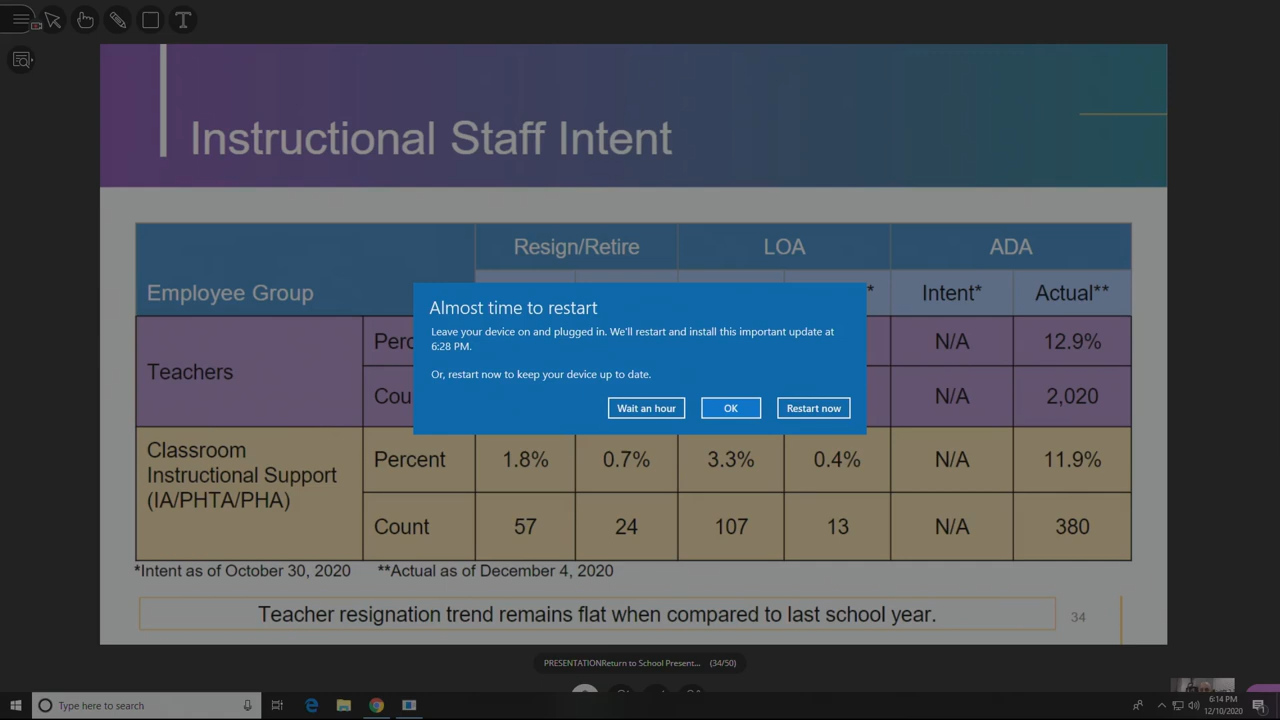 Instructional Staff Intent
Resign/Retire LOA ADA
Employee Group * Intent* Actual**
Teachers N/A 12.9%
N/A 2,020
Almost time to restart
Leave your device on and plugged in. We'll restart and install this important update at
6:28 PM.
Or, restart now to keep your device up to date.
Wait an hour OK Restart now
Classroom
Instructional Support
(IA/PHTA/PHA)
Percent 1.8% 0.7% 3.3% 0.4% N/A 11.9%
Count 57 24 107 13 N/A 380
*Intent as of October 30, 2020 **Actual as of December 4, 2020
Teacher resignation trend remains flat when compared to last school year.
34
PRESENTATIONReturn to School Present... (34/50)
Type here to search
6:14 PM
12/10/2020